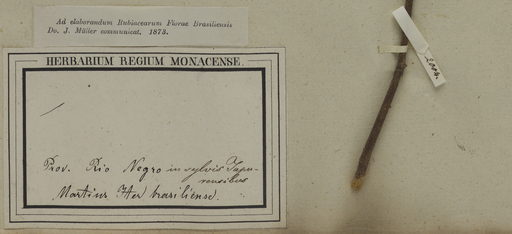 Ad elaborandum Rubiacearum Florae Brasiliensis
Do. J. Müller communicat. 1873.
HERBARIUM REGIUM MONACENSE.
Prov. Rio Negro in sylvis Japu-
rensibus
Martius Iter brasiliense.